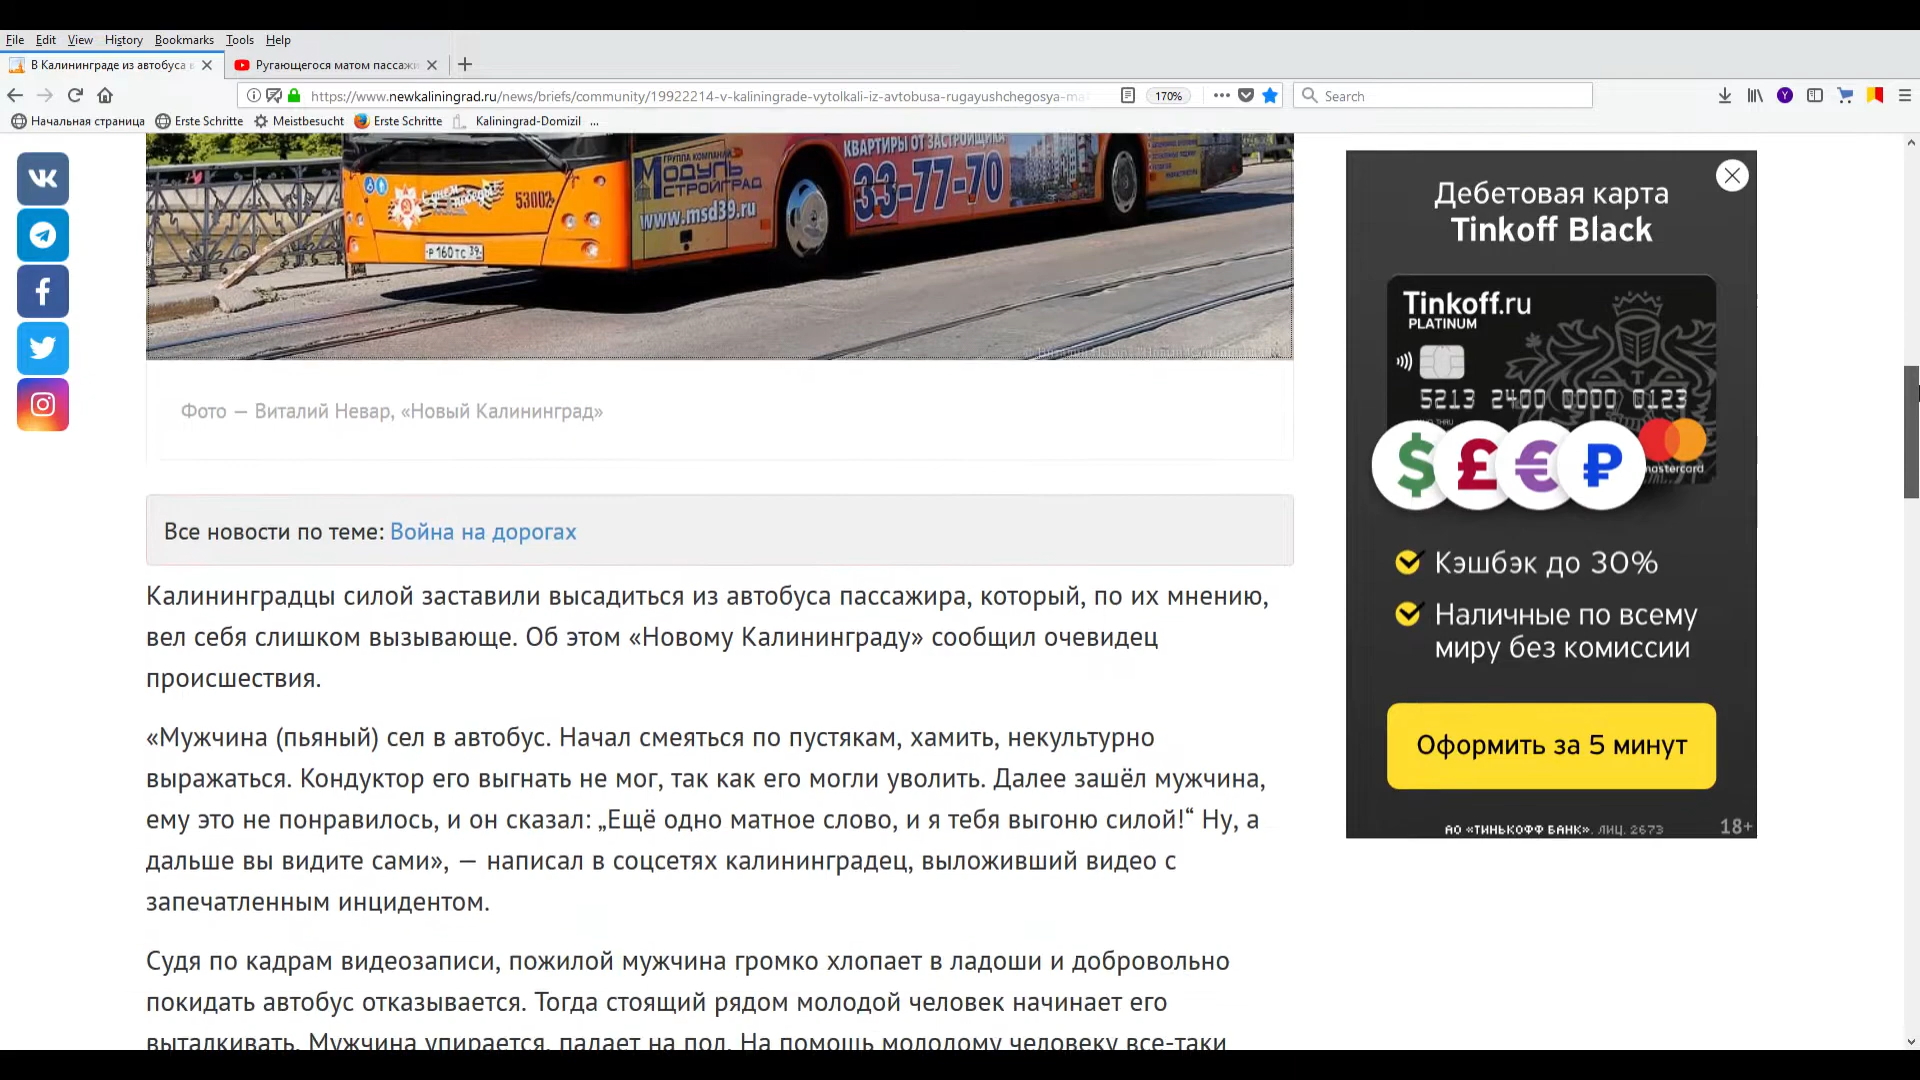 File Edit View History Bookmarks Tools Help
В Калининграде из автобуса в
Ругающегося матом пассажи
https://www.newkaliningrad.ru/news/briefs/community/19922214-v-kaliningrade-vytolkali-iz-avtobusa-rugayushchegosya-mat
170%
Search
Начальная страница Erste Schritte Meistbesucht Erste Schritte Kaliningrad-Domizil ...
ГРУППА КОМПАНИЙ
МОДУЛЬ
СТРОЙГРАД
www.msd39.ru
КВАРТИРЫ ОТ ЗАСТРОЙЩИКА
33-77-70
53002
Р 160 ТС 39
Фото — Виталий Невар, «Новый Калининград»
Все новости по теме: Война на дорогах
Калининградцы силой заставили высадиться из автобуса пассажира, который, по их мнению,
вел себя слишком вызывающе. Об этом «Новому Калининграду» сообщил очевидец
происшествия.
«Мужчина (пьяный) сел в автобус. Начал смеяться по пустякам, хамить, некультурно
выражаться. Кондуктор его выгнать не мог, так как его могли уволить. Далее зашёл мужчина,
ему это не понравилось, и он сказал: „Ещё одно матное слово, и я тебя выгоню силой!“ Ну, а
дальше вы видите сами», — написал в соцсетях калининградец, выложивший видео с
запечатленным инцидентом.
Судя по кадрам видеозаписи, пожилой мужчина громко хлопает в ладоши и добровольно
покидать автобус отказывается. Тогда стоящий рядом молодой человек начинает его
выталкивать. Мужчина упирается, падает на пол. На помощь молодому человеку все-таки
Дебетовая карта
Tinkoff Black
Tinkoff.ru
PLATINUM
5213 2400 0000 0123
mastercard
$ £ € ₽
Кэшбэк до 30%
Наличные по всему
миру без комиссии
Оформить за 5 минут
АО «ТИНЬКОФФ БАНК». ЛИЦ. 2673
18+